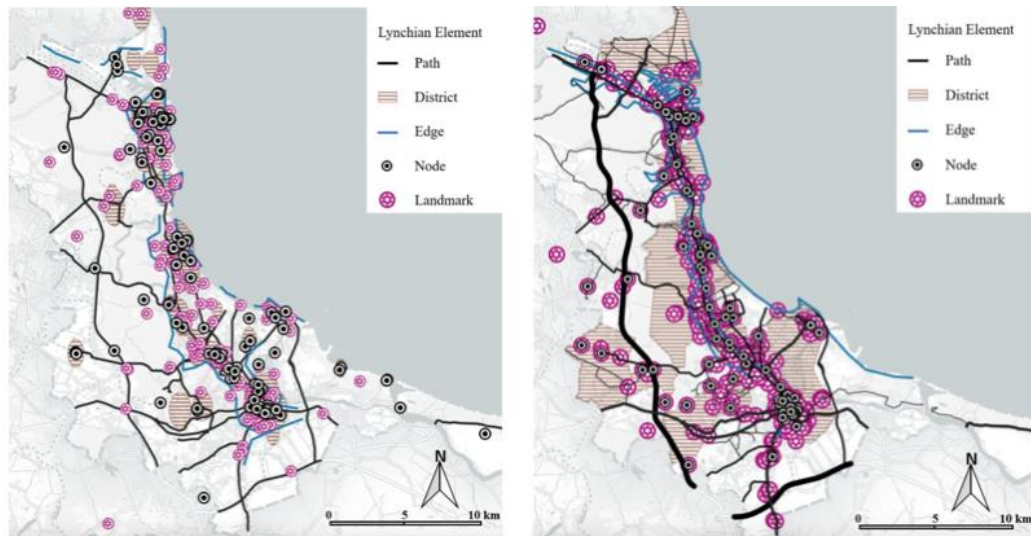 Lynchian Element
Path
District
Edge
Node
Landmark
N
0 5 10 km
Lynchian Element
Path
District
Edge
Node
Landmark
N
0 5 10 km